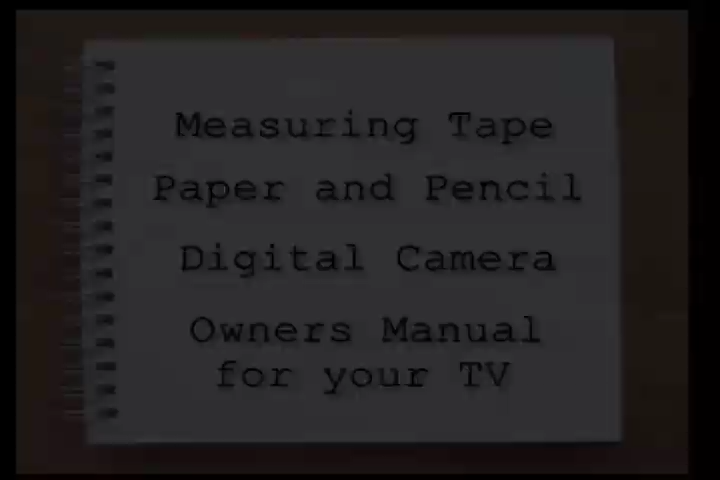 Measuring Tape
Paper and Pencil
Digital Camera
Owners Manual
for your TV